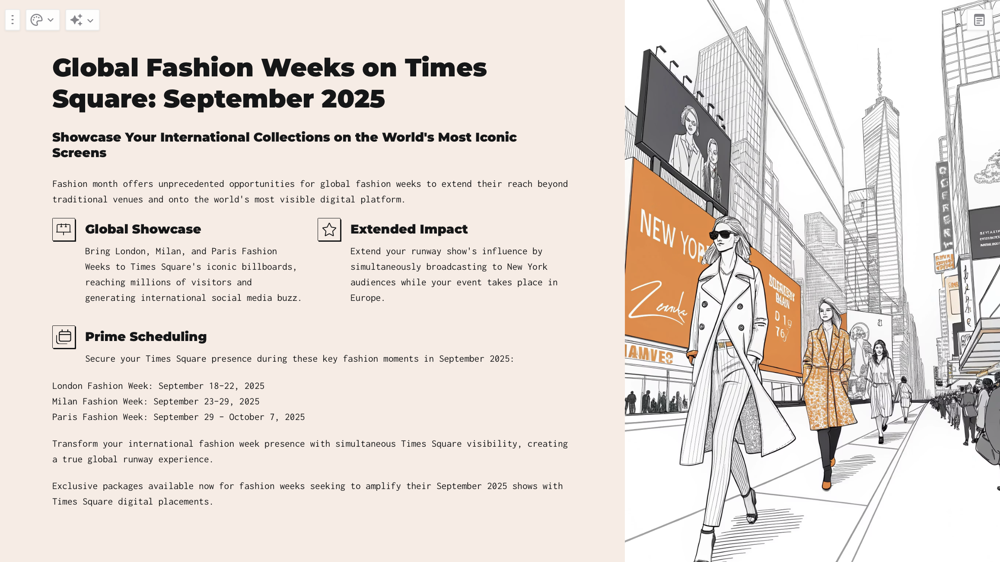 Global Fashion Weeks on Times
Square: September 2025
Showcase Your International Collections on the World's Most Iconic
Screens
Fashion month offers unprecedented opportunities for global fashion weeks to extend their reach beyond
traditional venues and onto the world's most visible digital platform.
Global Showcase
Bring London, Milan, and Paris Fashion
Weeks to Times Square's iconic billboards,
reaching millions of visitors and
generating international social media buzz.
Extended Impact
Extend your runway show's influence by
simultaneously broadcasting to New York
audiences while your event takes place in
Europe.
Prime Scheduling
Secure your Times Square presence during these key fashion moments in September 2025:
London Fashion Week: September 18–22, 2025
Milan Fashion Week: September 23–29, 2025
Paris Fashion Week: September 29 – October 7, 2025
Transform your international fashion week presence with simultaneous Times Square visibility, creating
a true global runway experience.
Exclusive packages available now for fashion weeks seeking to amplify their September 2025 shows with
Times Square digital placements.
NEW